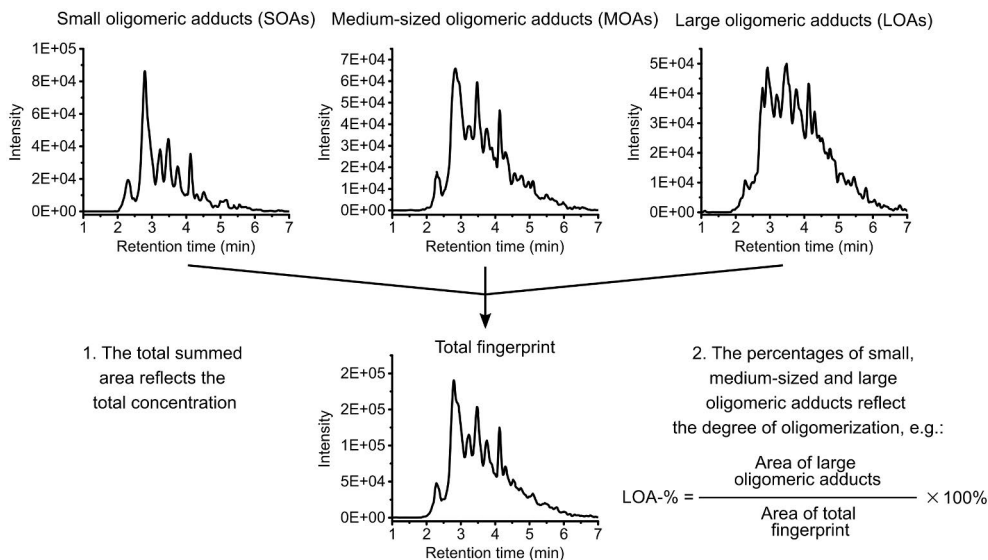 Small oligomeric adducts (SOAs)
Medium-sized oligomeric adducts (MOAs)
Large oligomeric adducts (LOAs)
Intensity
1E+05
8E+04
6E+04
4E+04
2E+04
0E+00
1 2 3 4 5 6 7
Retention time (min)
Intensity
7E+04
6E+04
5E+04
4E+04
3E+04
2E+04
1E+04
0E+00
1 2 3 4 5 6 7
Retention time (min)
Intensity
5E+04
4E+04
3E+04
2E+04
1E+04
0E+00
1 2 3 4 5 6 7
Retention time (min)
1. The total summed
area reflects the
total concentration
Total fingerprint
Intensity
2E+05
2E+05
1E+05
5E+04
0E+00
1 2 3 4 5 6 7
Retention time (min)
2. The percentages of small,
medium-sized and large
oligomeric adducts reflect
the degree of oligomerization, e.g.:
LOA-% =
Area of large
oligomeric adducts
Area of total
fingerprint
× 100%